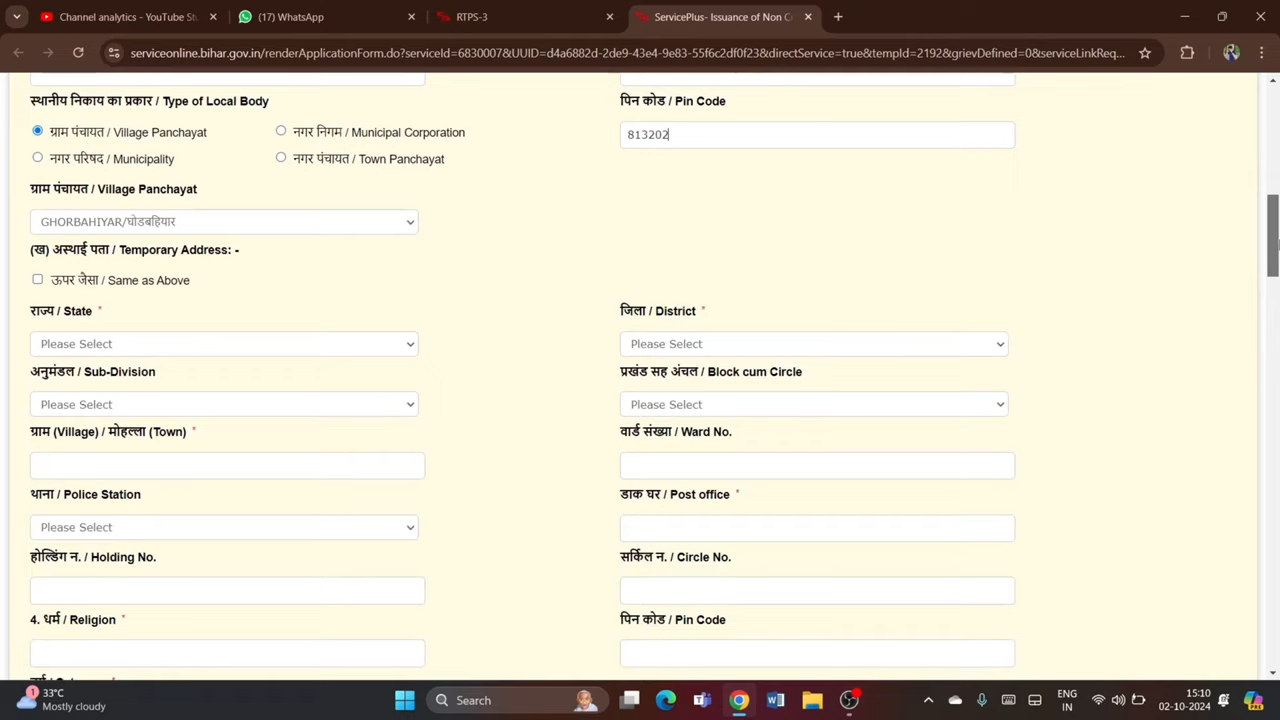 Channel analytics - YouTube St
(17) WhatsApp
RTPS-3
ServicePlus- Issuance of Non C
serviceonline.bihar.gov.in/renderApplicationForm.do?serviceId=6830007&UUID=d4a6882d-2de9-43e4-9e83-55f6c2df0f23&directService=true&tempId=2192&grievDefined=0&serviceLinkReq...
स्थानीय निकाय का प्रकार / Type of Local Body
पिन कोड / Pin Code
ग्राम पंचायत / Village Panchayat
नगर निगम / Municipal Corporation
813202
नगर परिषद / Municipality
नगर पंचायत / Town Panchayat
ग्राम पंचायत / Village Panchayat
GHORBAHIYAR/घोडबहियार
(ख) अस्थाई पता / Temporary Address: -
ऊपर जैसा / Same as Above
राज्य / State *
जिला / District *
Please Select
Please Select
अनुमंडल / Sub-Division
प्रखंड सह अंचल / Block cum Circle
Please Select
Please Select
ग्राम (Village) / मोहल्ला (Town) *
वार्ड संख्या / Ward No.
थाना / Police Station
डाक घर / Post office *
Please Select
होल्डिंग न. / Holding No.
सर्किल न. / Circle No.
4. धर्म / Religion *
पिन कोड / Pin Code
1
33°C
Mostly cloudy
Search
ENG
IN
15:10
02-10-2024